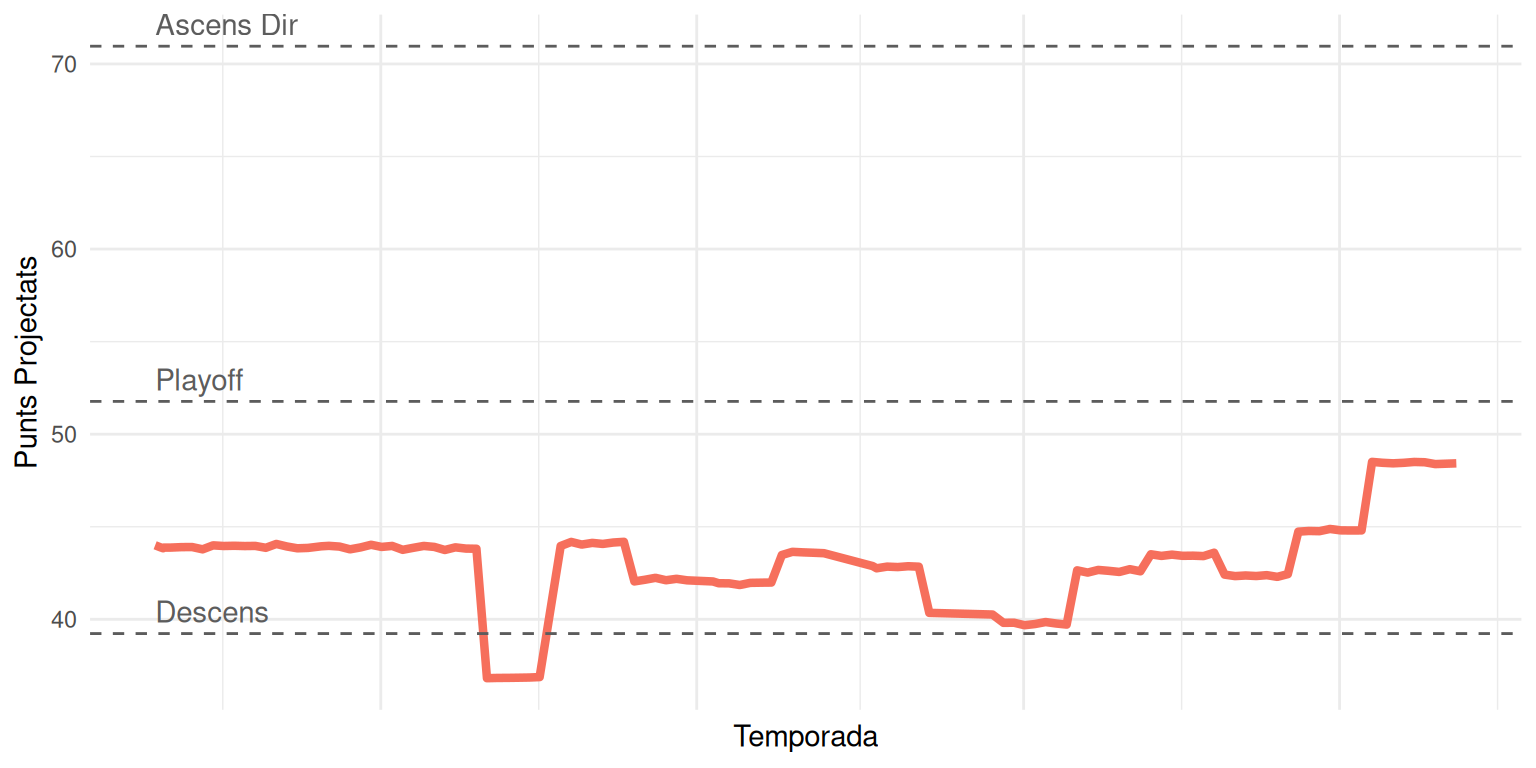 Ascens Dir
70
60
Playoff
50
Descens
40
Punts Projectats
Temporada